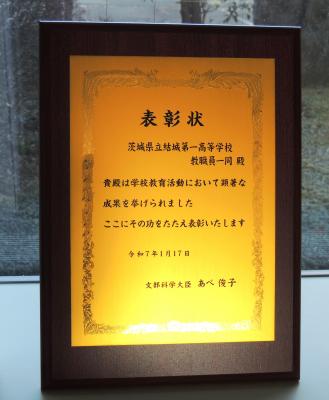 表彰状
茨城県立結城第一高等学校
教職員一同 殿
貴殿は学校教育活動において顕著な
成果を挙げられました
ここにその功をたたえ表彰いたします
令和7年1月17日
文部科学大臣 あべ 俊子